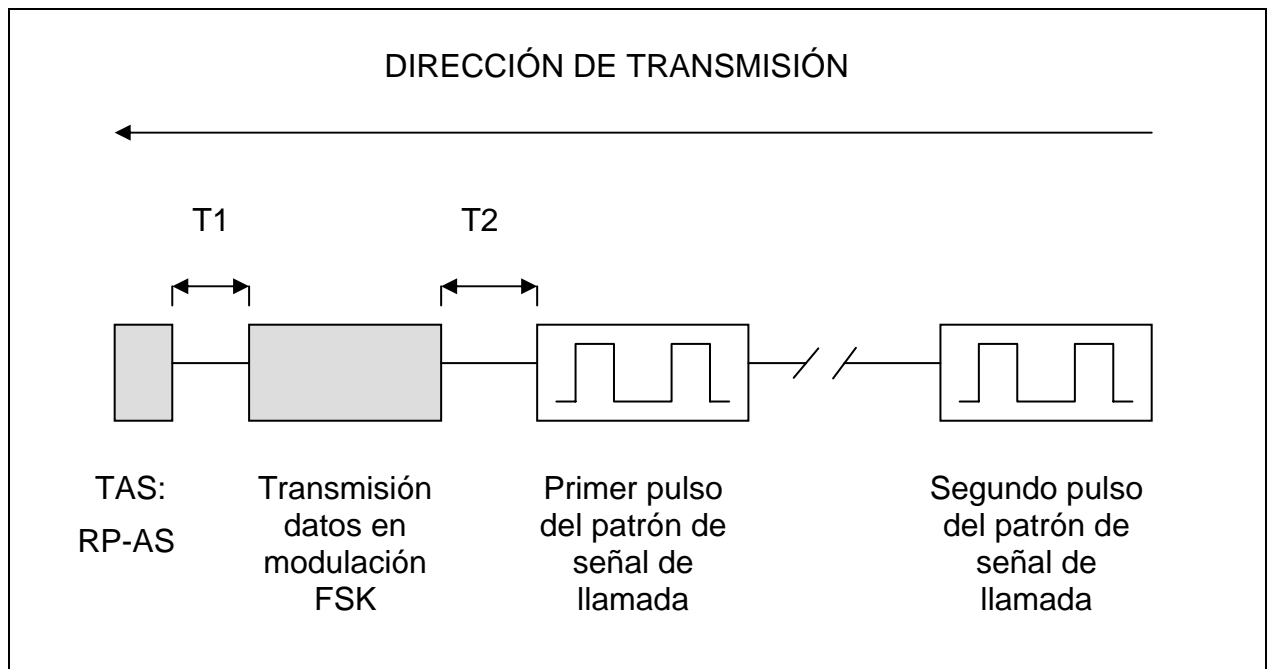 DIRECCIÓN DE TRANSMISIÓN
T1
T2
TAS:
RP-AS
Transmisión
datos en
modulación
FSK
Primer pulso
del patrón de
señal de
llamada
Segundo pulso
del patrón de
señal de
llamada